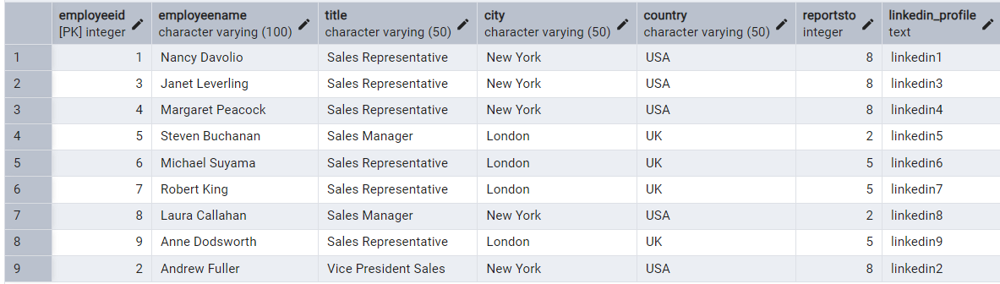 employeeid employeename title city country reportsto linkedin_profile
[PK] integer character varying (100) character varying (50) character varying (50) character varying (50) integer text
1 1 Nancy Davolio Sales Representative New York USA 8 linkedin1
2 3 Janet Leverling Sales Representative New York USA 8 linkedin3
3 4 Margaret Peacock Sales Representative New York USA 8 linkedin4
4 5 Steven Buchanan Sales Manager London UK 2 linkedin5
5 6 Michael Suyama Sales Representative London UK 5 linkedin6
6 7 Robert King Sales Representative London UK 5 linkedin7
7 8 Laura Callahan Sales Manager New York USA 2 linkedin8
8 9 Anne Dodsworth Sales Representative London UK 5 linkedin9
9 2 Andrew Fuller Vice President Sales New York USA 8 linkedin2